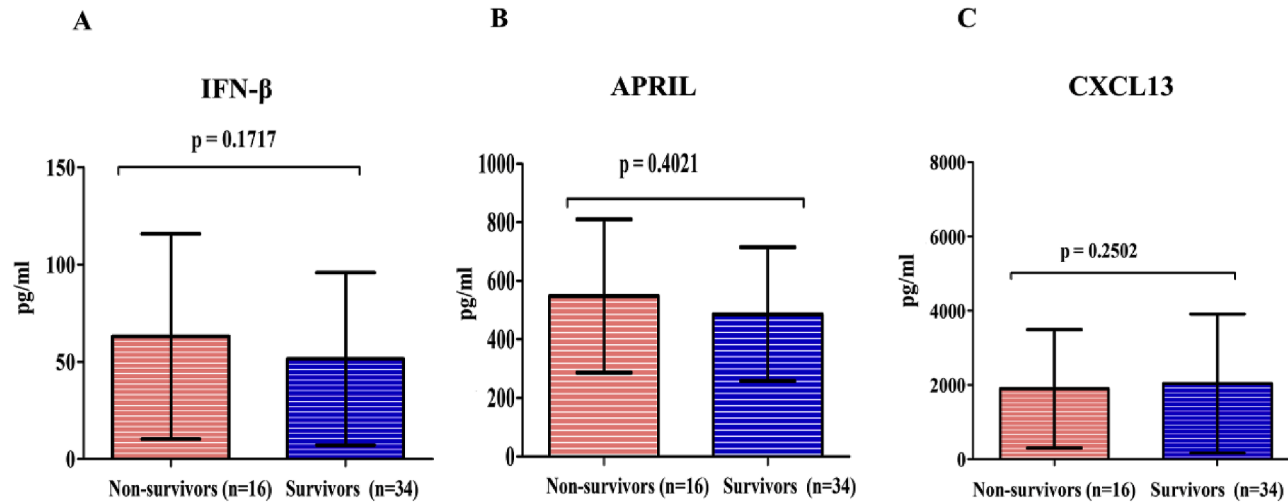 A
IFN-β
p = 0.1717
150
100
50
0
pg/ml
Non-survivors (n=16) Survivors (n=34)
B
APRIL
p = 0.4021
1000
800
600
400
200
0
pg/ml
Non-survivors (n=16) Survivors (n=34)
C
CXCL13
p = 0.2502
8000
6000
4000
2000
0
pg/ml
Non-survivors (n=16) Survivors (n=34)